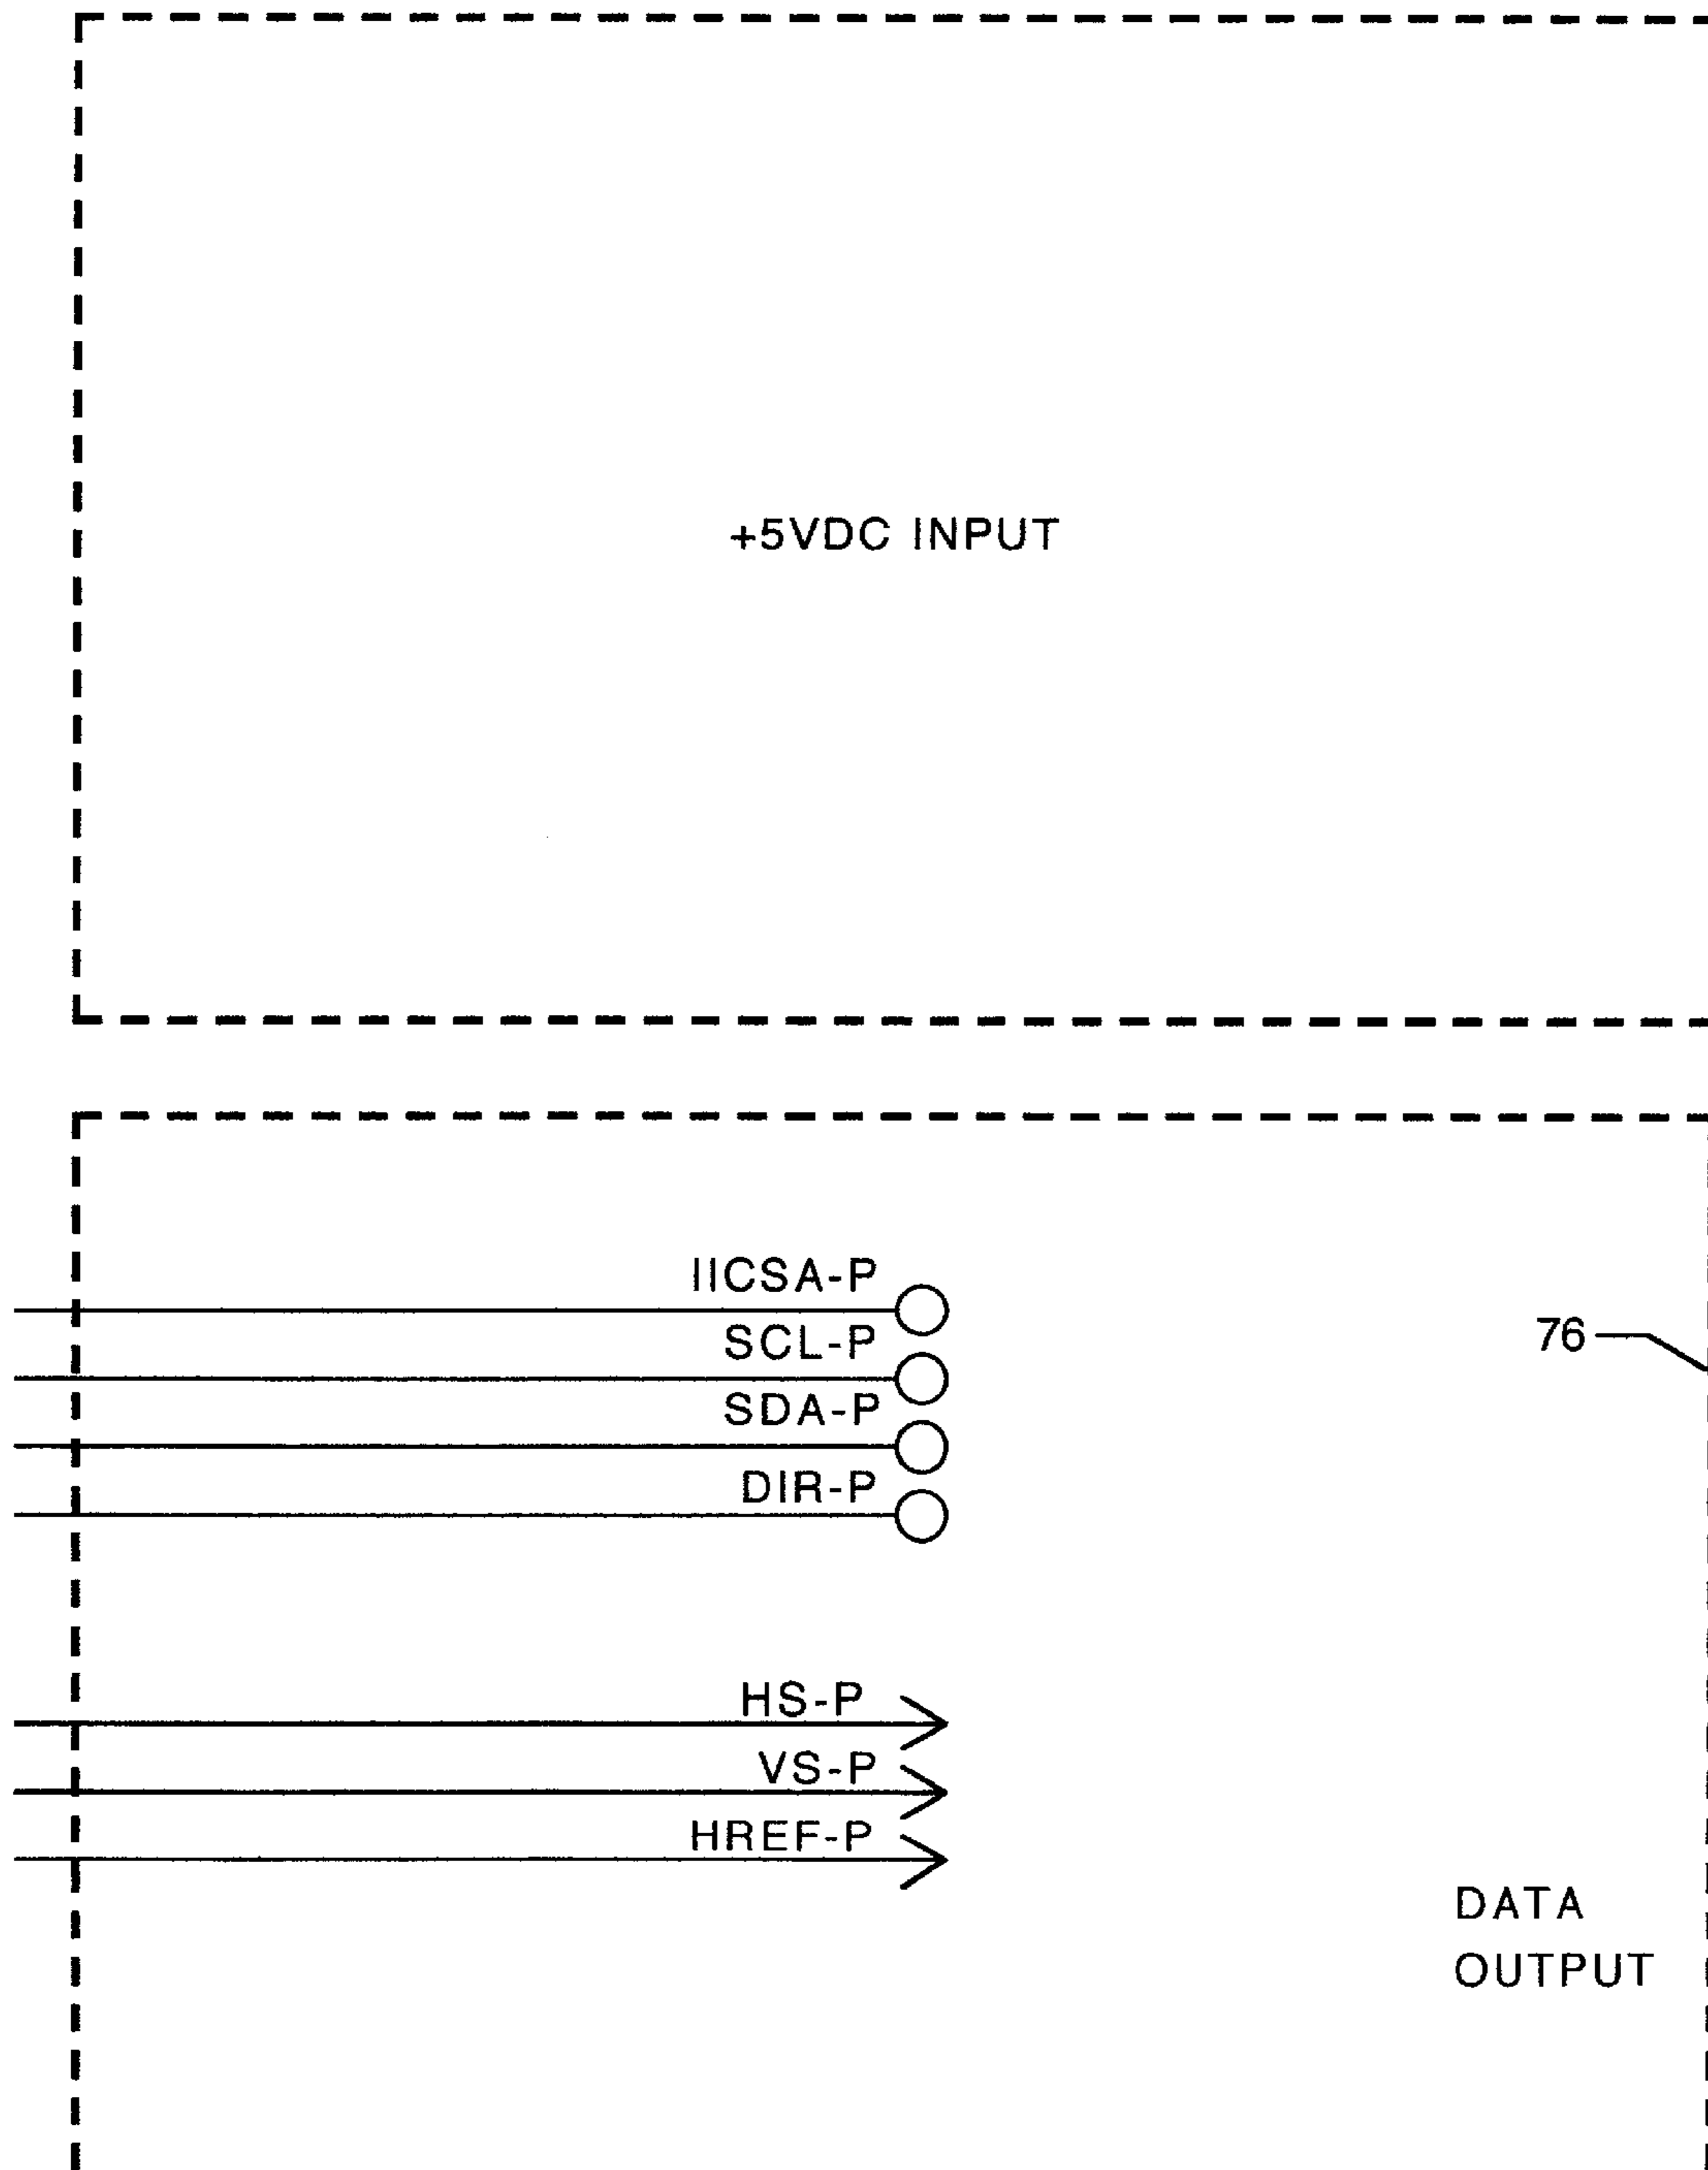 +5VDC INPUT
IICSA-P
SCL-P
76
SDA-P
DIR-P
HS-P
VS-P
HREF-P
DATA
OUTPUT